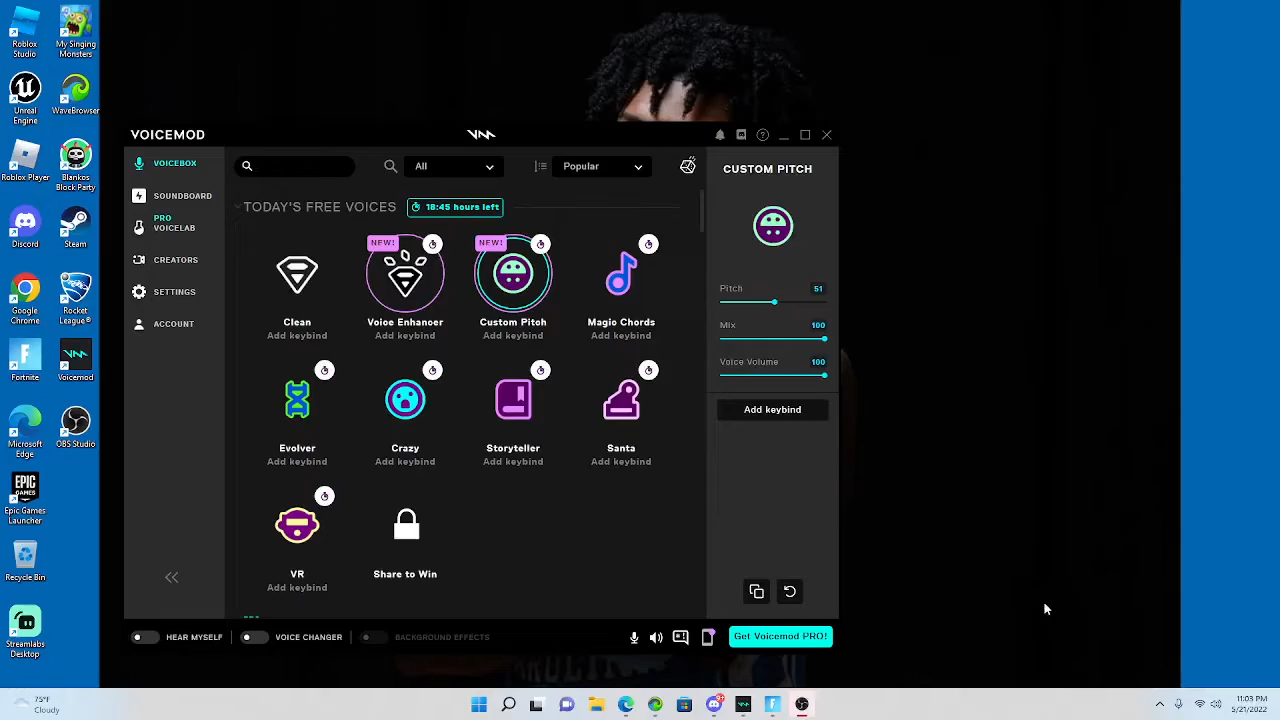 Roblox Studio
My Singing Monsters
Unreal Engine
WaveBrowser
Roblox Player
Blankos Block Party
Discord
Steam
Google Chrome
Rocket League®
Fortnite
Voicemod
Microsoft Edge
OBS Studio
EPIC GAMES
Epic Games Launcher
Recycle Bin
Streamlabs Desktop
VOICEMOD
VOICEBOX
SOUNDBOARD
PRO
VOICELAB
CREATORS
SETTINGS
ACCOUNT
All
Popular
TODAY'S FREE VOICES
18:45 hours left
NEW!
NEW!
Clean
Voice Enhancer
Custom Pitch
Magic Chords
Add keybind
Add keybind
Add keybind
Add keybind
Evolver
Crazy
Storyteller
Santa
Add keybind
Add keybind
Add keybind
Add keybind
VR
Share to Win
Add keybind
CUSTOM PITCH
Pitch 51
Mix 100
Voice Volume 100
Add keybind
HEAR MYSELF
VOICE CHANGER
BACKGROUND EFFECTS
Get Voicemod PRO!
75°F
Cloudy
11:03 PM
5/21/2022